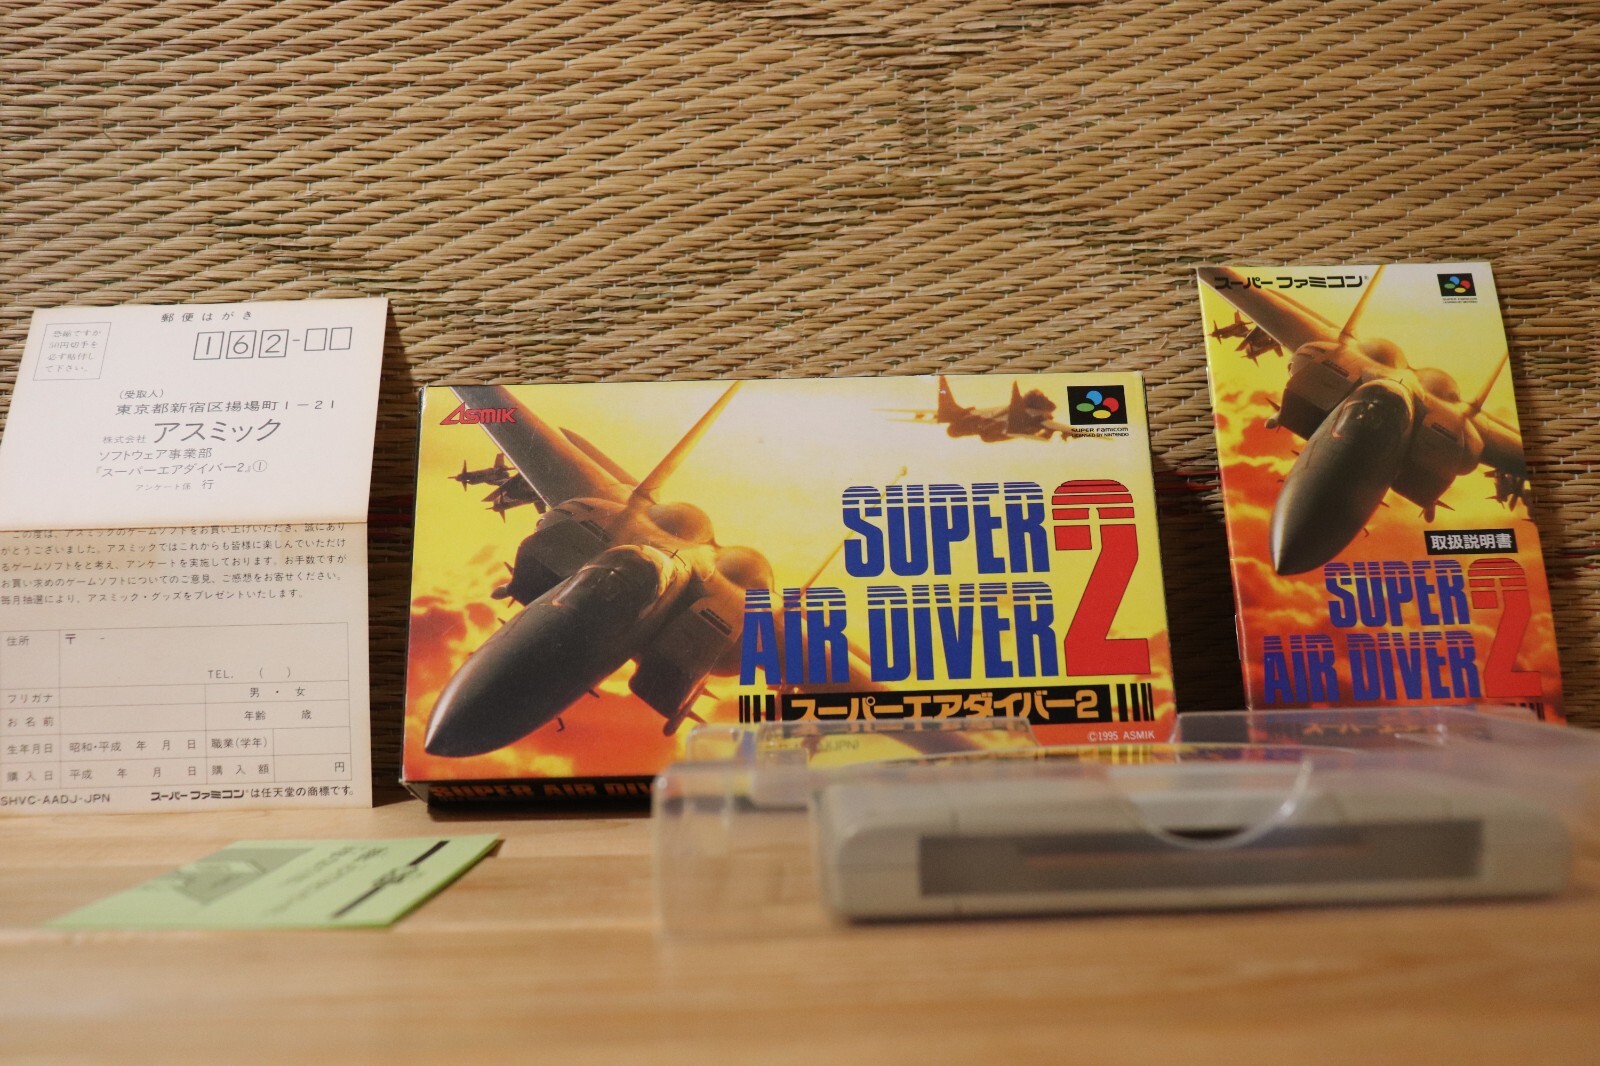 郵便はがき
恐縮ですが
50円切手を
必ず貼付し
て下さい。
162-
(受取人)
東京都新宿区揚場町1-21
株式会社 アスミック
ソフトウェア事業部
『スーパーエアダイバー2』①
アンケート係 行
この度は、アスミックのゲームソフトをお買い上げいただき、誠にあり
がとうございました。アスミックではこれからも皆様に楽しんでいただけ
るゲームソフトをと考え、アンケートを実施しております。お手数ですが
お買い求めのゲームソフトについてのご意見、ご感想をお寄せください。
毎月抽選により、アスミック・グッズをプレゼントいたします。
住所 〒 -
TEL. ( )
フリガナ 男・女
お名前 年齢 歳
生年月日 昭和・平成 年 月 日 職業(学年)
購入日 平成 年 月 日 購入額 円
SHVC-AADJ-JPN スーパーファミコン®は任天堂の商標です。
ASMIK
SUPER FAMICOM
LICENSED BY NINTENDO
SUPER
AIR DIVER 2
スーパーエアダイバー2
©1995 ASMIK
SUPER AIR DIV
スーパーファミコン®
取扱説明書
SUPER
AIR DIVER 2